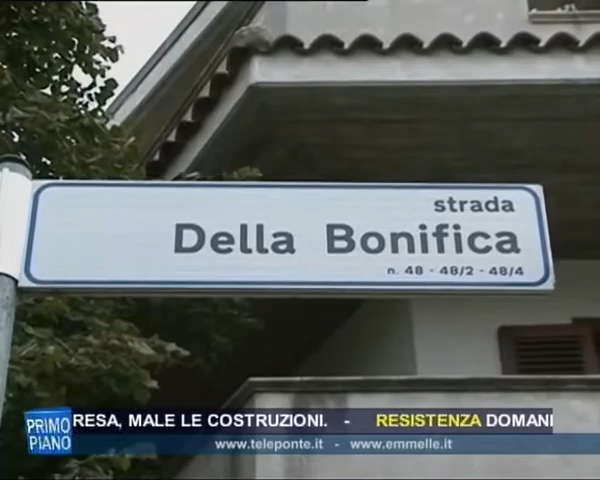 strada
Della Bonifica
n. 48 - 48/2 - 48/4
PRIMO
PIANO
RESA, MALE LE COSTRUZIONI. - RESISTENZA DOMANI
www.teleponte.it - www.emmelle.it